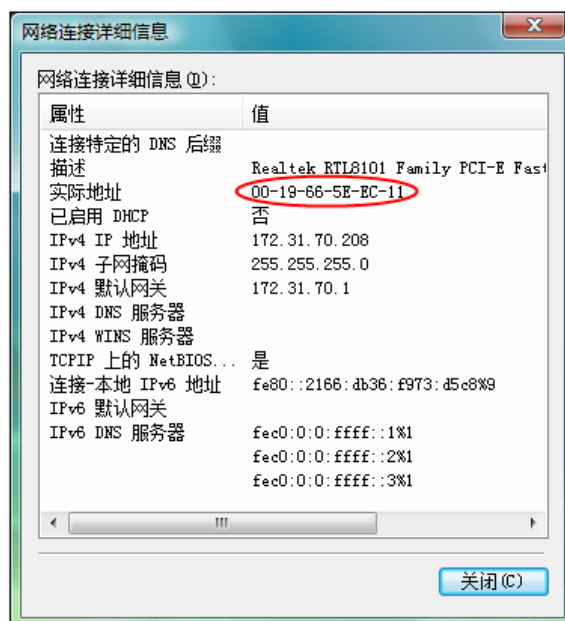 网络连接详细信息
网络连接详细信息(D):
属性 值
连接特定的 DNS 后缀
描述 Realtek RTL8101 Family PCI-E Fast
实际地址 00-19-66-5E-EC-11
已启用 DHCP 否
IPv4 IP 地址 172.31.70.208
IPv4 子网掩码 255.255.255.0
IPv4 默认网关 172.31.70.1
IPv4 DNS 服务器
IPv4 WINS 服务器
TCPIP 上的 NetBIOS... 是
连接-本地 IPv6 地址 fe80::2166:db36:f973:d5c8%9
IPv6 默认网关
IPv6 DNS 服务器 fec0:0:0:ffff::1%1
fec0:0:0:ffff::2%1
fec0:0:0:ffff::3%1
关闭(C)